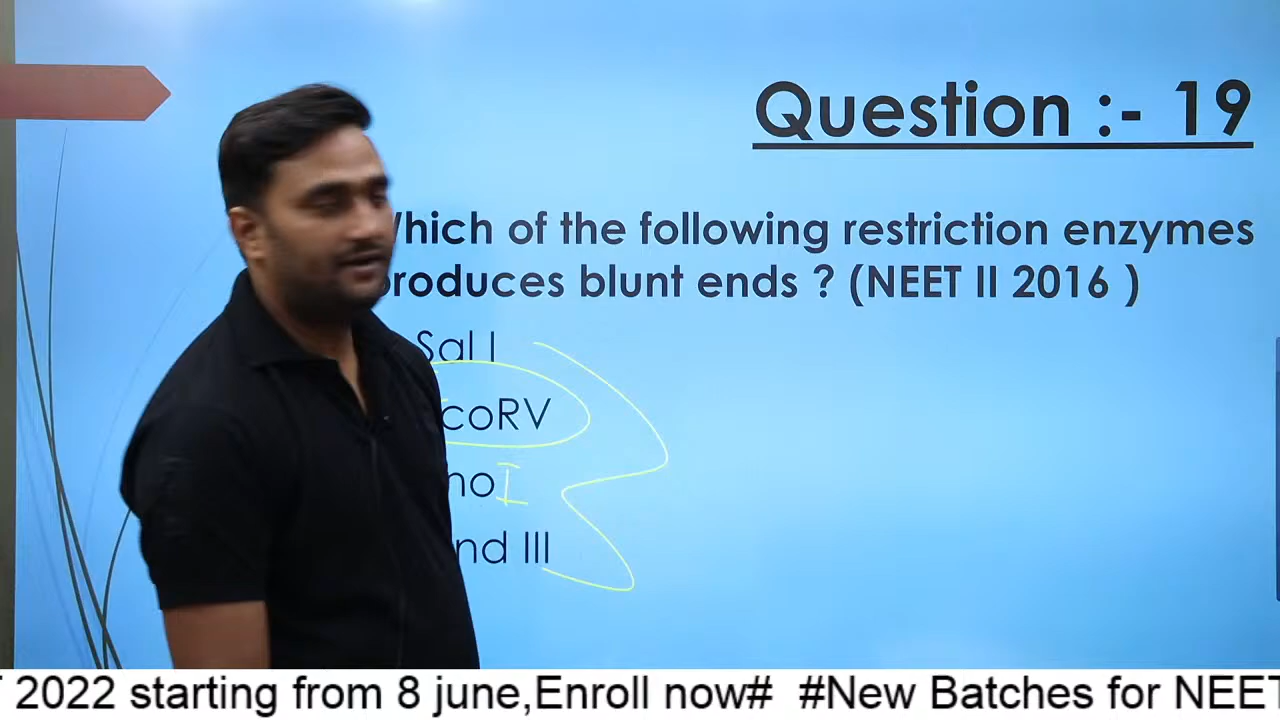 Question :- 19
Which of the following restriction enzymes
produces blunt ends ? (NEET II 2016 )
Sal I
coRV
ho I
nd III
2022 starting from 8 june,Enroll now# #New Batches for NEET